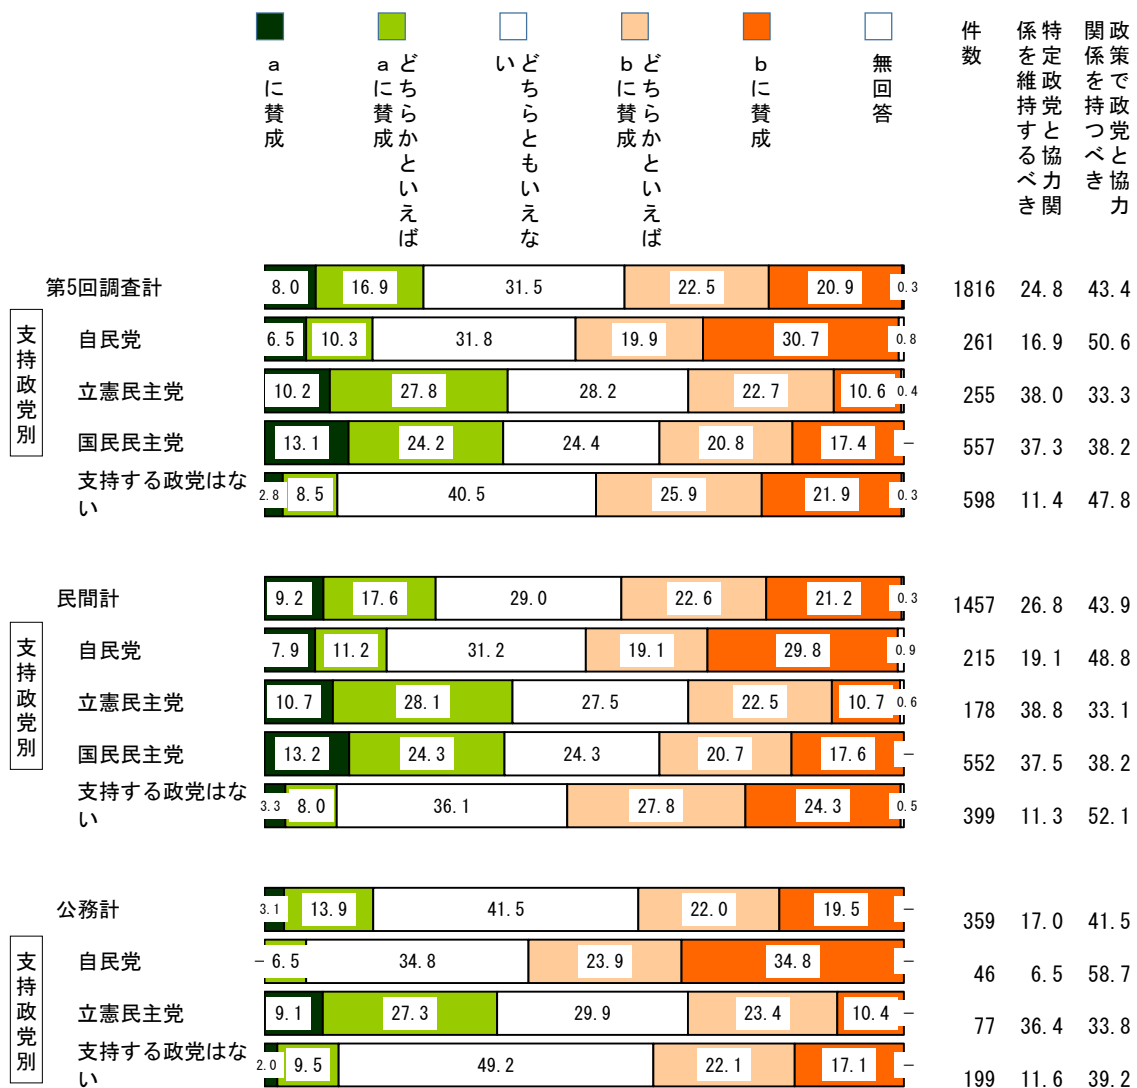 aに賛成
どちらかといえば
aに賛成
どちらともいえな
い
どちらかといえば
bに賛成
bに賛成
無回答
件数
特定政党と協力関
係を維持するべき
政策で政党と協力
関係を持つべき
第5回調査計 8.0 16.9 31.5 22.5 20.9 0.3 1816 24.8 43.4
支持政党別
自民党 6.5 10.3 31.8 19.9 30.7 0.8 261 16.9 50.6
立憲民主党 10.2 27.8 28.2 22.7 10.6 0.4 255 38.0 33.3
国民民主党 13.1 24.2 24.4 20.8 17.4 − 557 37.3 38.2
支持する政党はな
い 2.8 8.5 40.5 25.9 21.9 0.3 598 11.4 47.8
民間計 9.2 17.6 29.0 22.6 21.2 0.3 1457 26.8 43.9
支持政党別
自民党 7.9 11.2 31.2 19.1 29.8 0.9 215 19.1 48.8
立憲民主党 10.7 28.1 27.5 22.5 10.7 0.6 178 38.8 33.1
国民民主党 13.2 24.3 24.3 20.7 17.6 − 552 37.5 38.2
支持する政党はな
い 3.3 8.0 36.1 27.8 24.3 0.5 399 11.3 52.1
公務計 3.1 13.9 41.5 22.0 19.5 − 359 17.0 41.5
支持政党別
自民党 − 6.5 34.8 23.9 34.8 − 46 6.5 58.7
立憲民主党 9.1 27.3 29.9 23.4 10.4 − 77 36.4 33.8
支持する政党はな
い 2.0 9.5 49.2 22.1 17.1 − 199 11.6 39.2